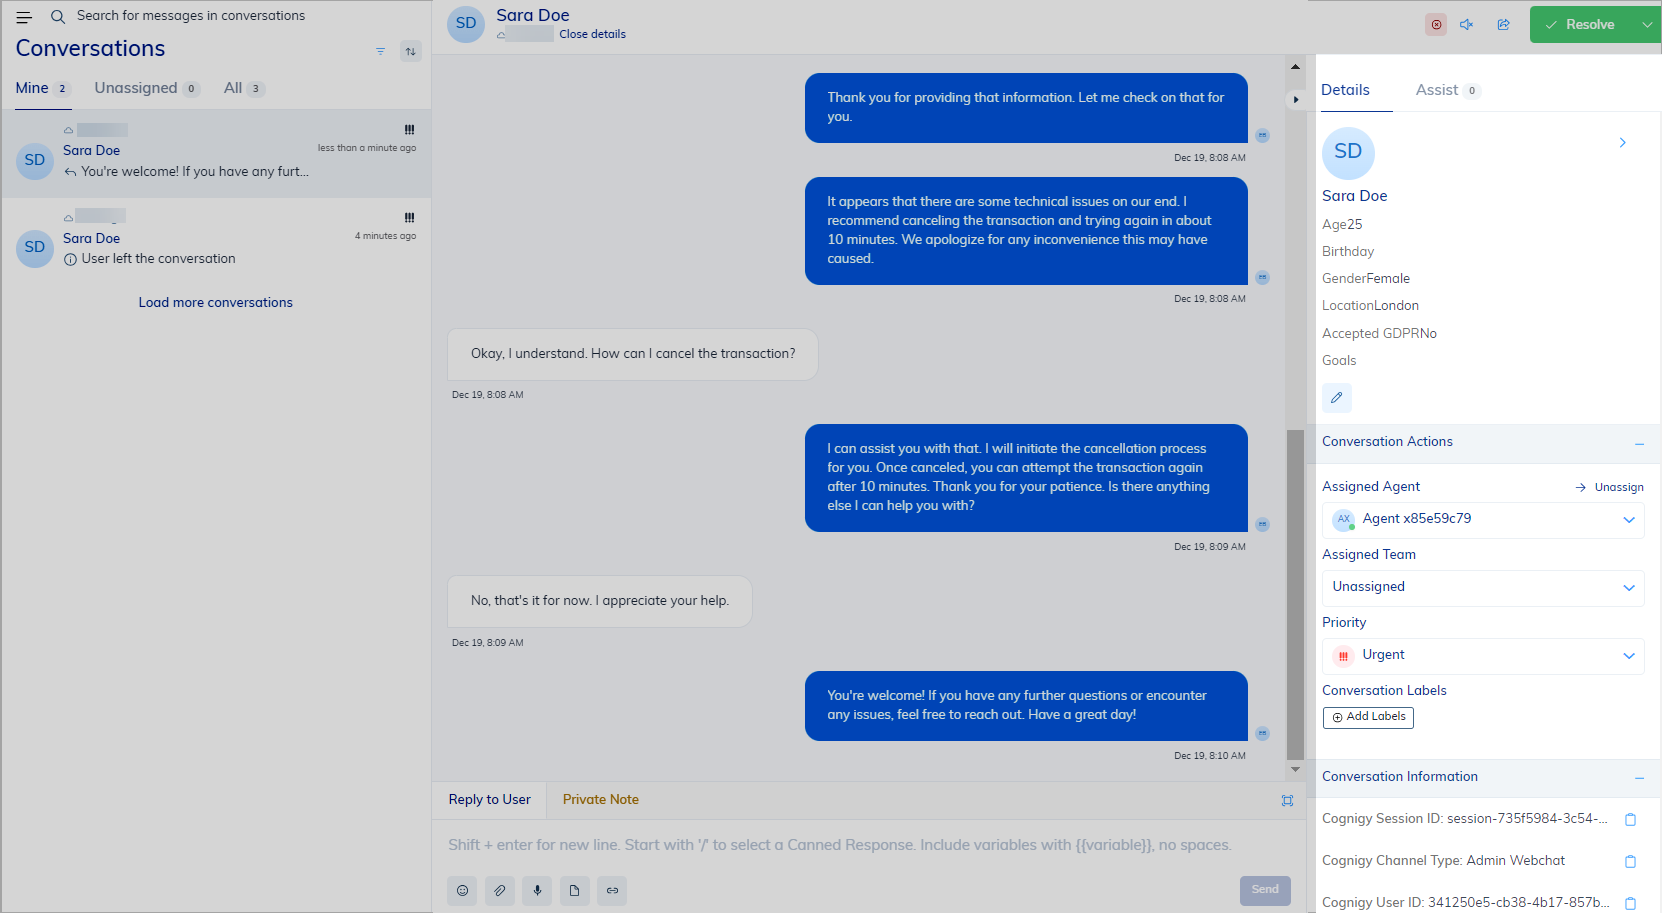 Search for messages in conversations
Conversations
Mine 2 Unassigned 0 All 3
SD
Sara Doe
less than a minute ago
You're welcome! If you have any furt...
SD
Sara Doe
4 minutes ago
User left the conversation
Load more conversations
SD
Sara Doe
Close details
Resolve
Thank you for providing that information. Let me check on that for
you.
Dec 19, 8:08 AM
It appears that there are some technical issues on our end. I
recommend canceling the transaction and trying again in about
10 minutes. We apologize for any inconvenience this may have
caused.
Dec 19, 8:08 AM
Okay, I understand. How can I cancel the transaction?
Dec 19, 8:08 AM
I can assist you with that. I will initiate the cancellation process
for you. Once canceled, you can attempt the transaction again
after 10 minutes. Thank you for your patience. Is there anything
else I can help you with?
Dec 19, 8:09 AM
No, that's it for now. I appreciate your help.
Dec 19, 8:09 AM
You're welcome! If you have any further questions or encounter
any issues, feel free to reach out. Have a great day!
Dec 19, 8:10 AM
Reply to User Private Note
Shift + enter for new line. Start with '/' to select a Canned Response. Include variables with {{variable}}, no spaces.
Send
Details Assist 0
SD
Sara Doe
Age25
Birthday
GenderFemale
LocationLondon
Accepted GDPRNo
Goals
Conversation Actions
Assigned Agent Unassign
AX Agent x85e59c79
Assigned Team
Unassigned
Priority
Urgent
Conversation Labels
Add Labels
Conversation Information
Cognigy Session ID: session-735f5984-3c54-...
Cognigy Channel Type: Admin Webchat
Cognigy User ID: 341250e5-cb38-4b17-857b...